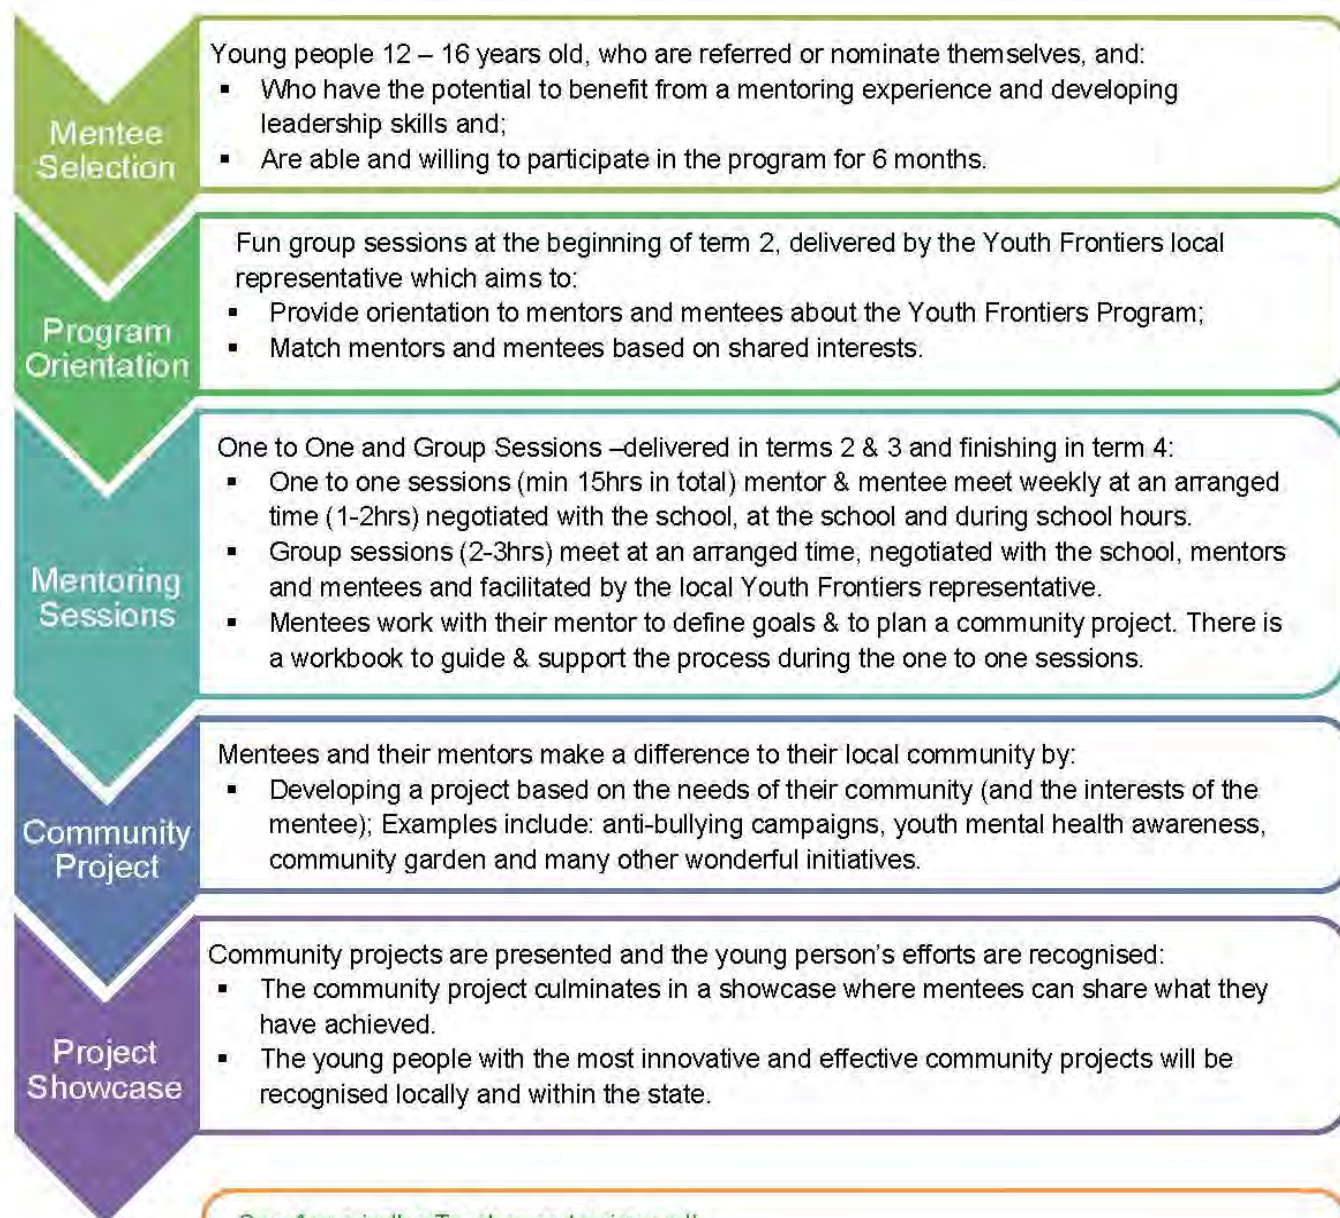 Mentee
Selection
Young people 12 – 16 years old, who are referred or nominate themselves, and:
▪ Who have the potential to benefit from a mentoring experience and developing
leadership skills and;
▪ Are able and willing to participate in the program for 6 months.
Program
Orientation
Fun group sessions at the beginning of term 2, delivered by the Youth Frontiers local
representative which aims to:
▪ Provide orientation to mentors and mentees about the Youth Frontiers Program;
▪ Match mentors and mentees based on shared interests.
Mentoring
Sessions
One to One and Group Sessions –delivered in terms 2 & 3 and finishing in term 4:
▪ One to one sessions (min 15hrs in total) mentor & mentee meet weekly at an arranged
time (1-2hrs) negotiated with the school, at the school and during school hours.
▪ Group sessions (2-3hrs) meet at an arranged time, negotiated with the school, mentors
and mentees and facilitated by the local Youth Frontiers representative.
▪ Mentees work with their mentor to define goals & to plan a community project. There is
a workbook to guide & support the process during the one to one sessions.
Community
Project
Mentees and their mentors make a difference to their local community by:
▪ Developing a project based on the needs of their community (and the interests of the
mentee); Examples include: anti-bullying campaigns, youth mental health awareness,
community garden and many other wonderful initiatives.
Project
Showcase
Community projects are presented and the young person's efforts are recognised:
▪ The community project culminates in a showcase where mentees can share what they
have achieved.
▪ The young people with the most innovative and effective community projects will be
recognised locally and within the state.